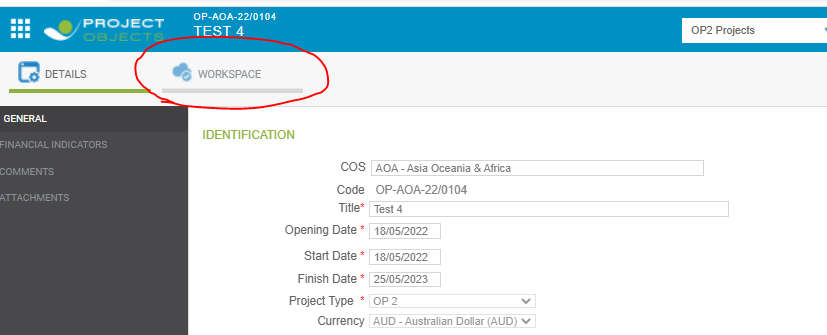 OP-AOA-22/0104
PROJECT
OBJECTS
TEST 4
OP2 Projects
DETAILS
WORKSPACE
GENERAL
FINANCIAL INDICATORS
COMMENTS
ATTACHMENTS
IDENTIFICATION
COS AOA - Asia Oceania & Africa
Code OP-AOA-22/0104
Title* Test 4
Opening Date * 18/05/2022
Start Date * 18/05/2022
Finish Date * 25/05/2023
Project Type * OP 2
Currency AUD - Australian Dollar (AUD)